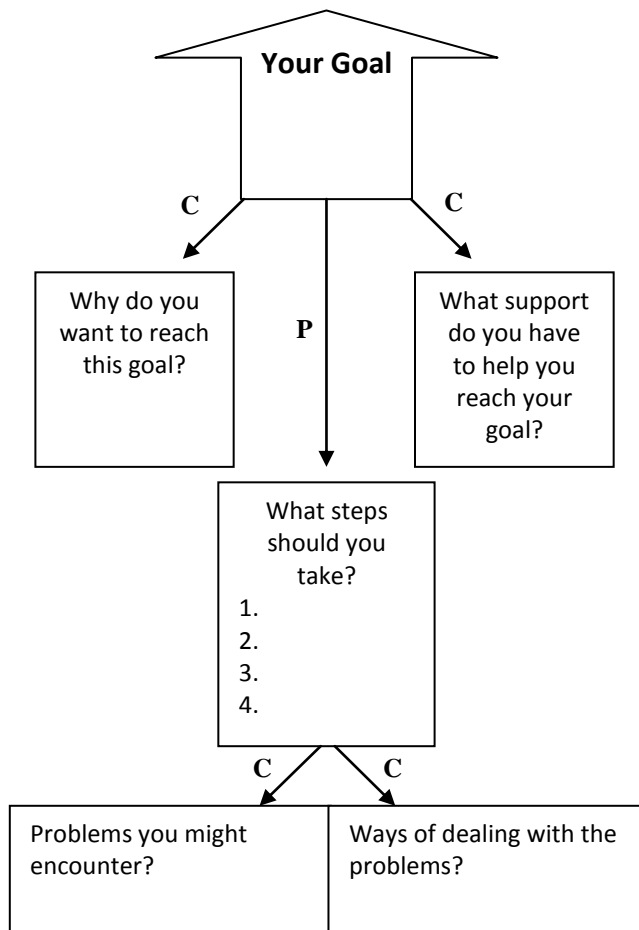 Your Goal
C
C
Why do you
want to reach
this goal?
P
What support
do you have
to help you
reach your
goal?
What steps
should you
take?
1.
2.
3.
4.
C
C
Problems you might
encounter?
Ways of dealing with the
problems?